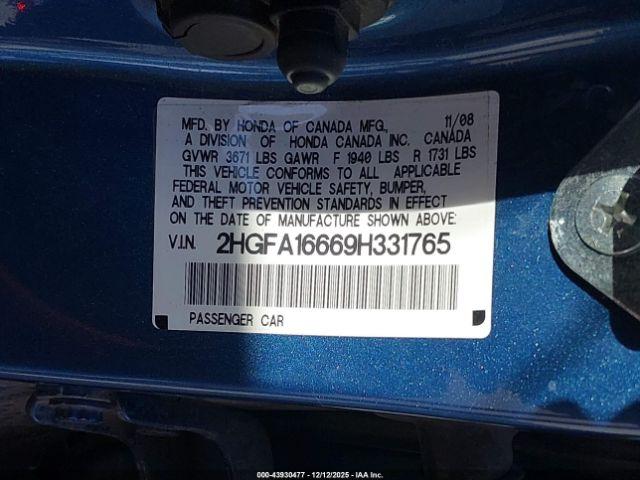 MFD. BY HONDA OF CANADA MFG., 11/08
A DIVISION OF HONDA CANADA INC. CANADA
GVWR 3671 LBS GAWR F 1940 LBS R 1731 LBS
THIS VEHICLE CONFORMS TO ALL APPLICABLE
FEDERAL MOTOR VEHICLE SAFETY, BUMPER,
AND THEFT PREVENTION STANDARDS IN EFFECT
ON THE DATE OF MANUFACTURE SHOWN ABOVE:
V.I.N. 2HGFA16669H331765
PASSENGER CAR
000-43930477 - 12/12/2025 - IAA Inc.